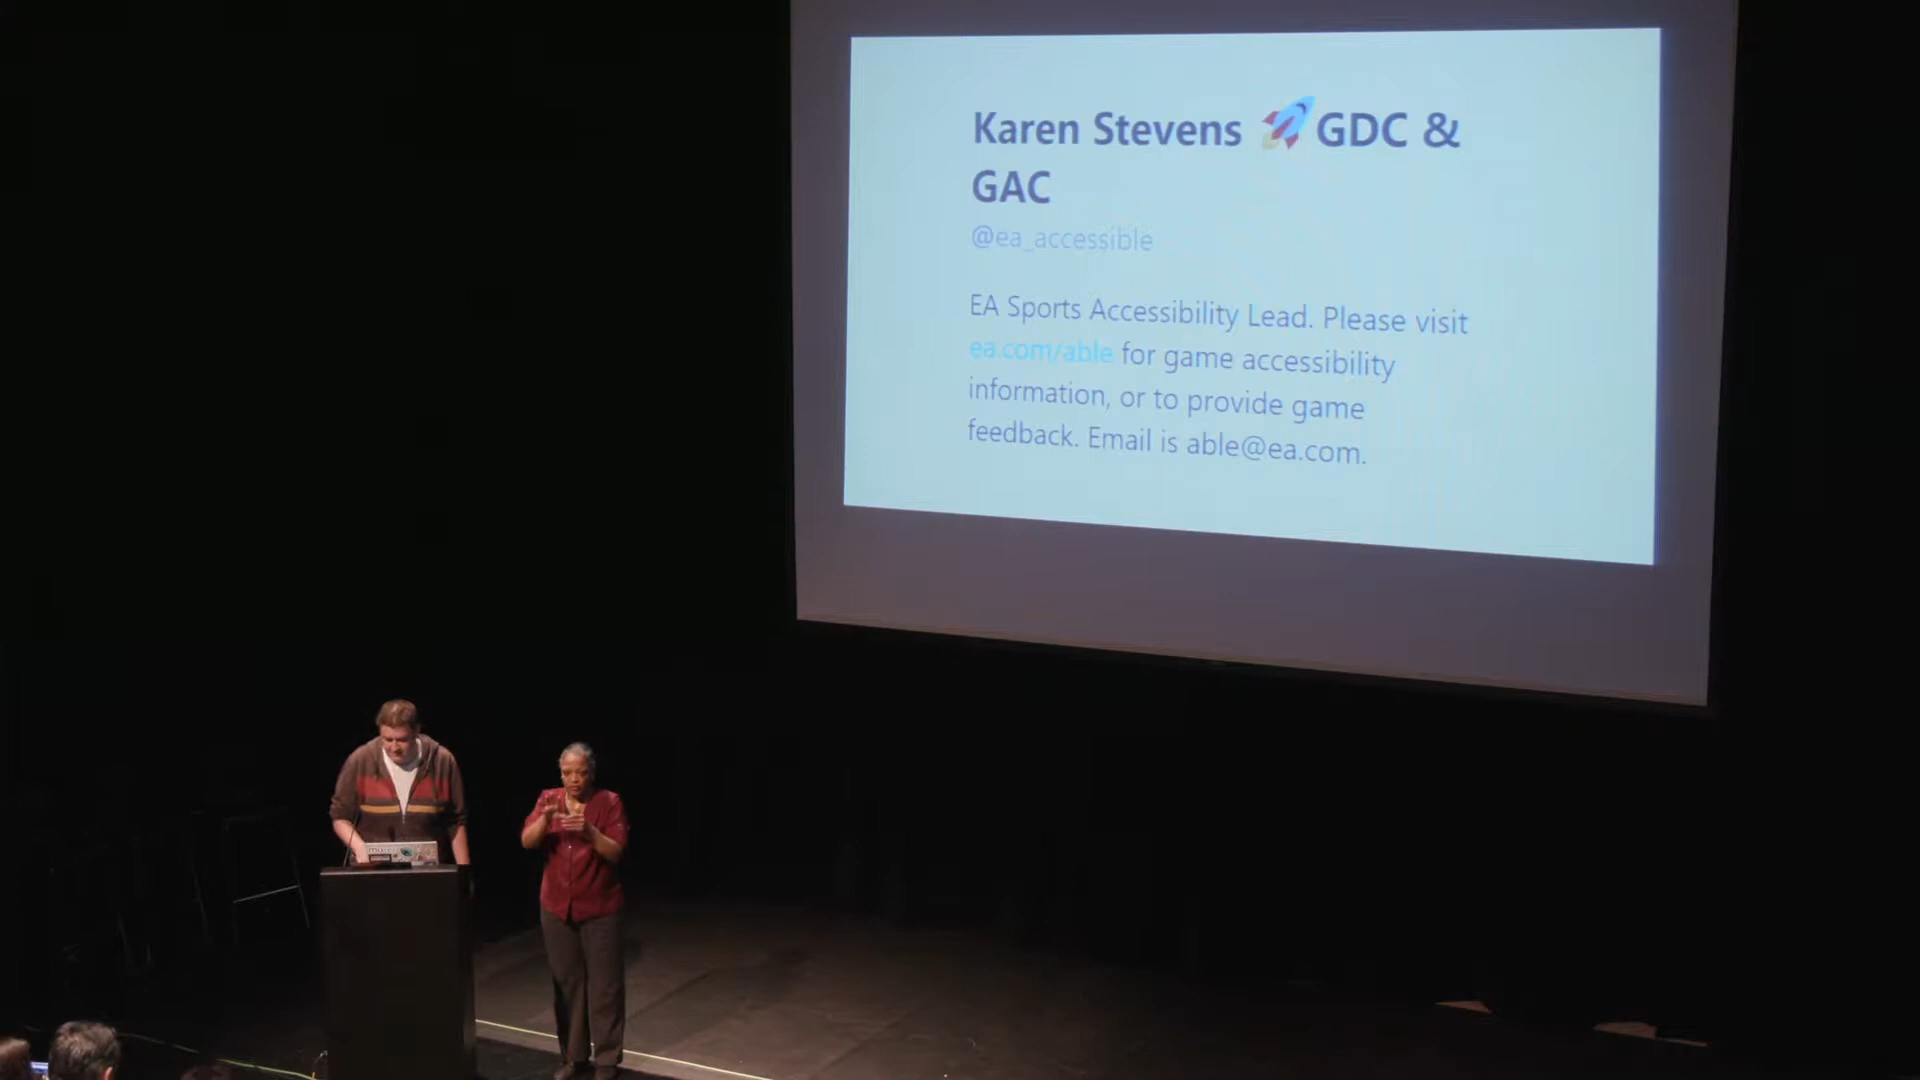 Karen Stevens 🚀GDC &
GAC
@ea_accessible
EA Sports Accessibility Lead. Please visit
ea.com/able for game accessibility
information, or to provide game
feedback. Email is able@ea.com.